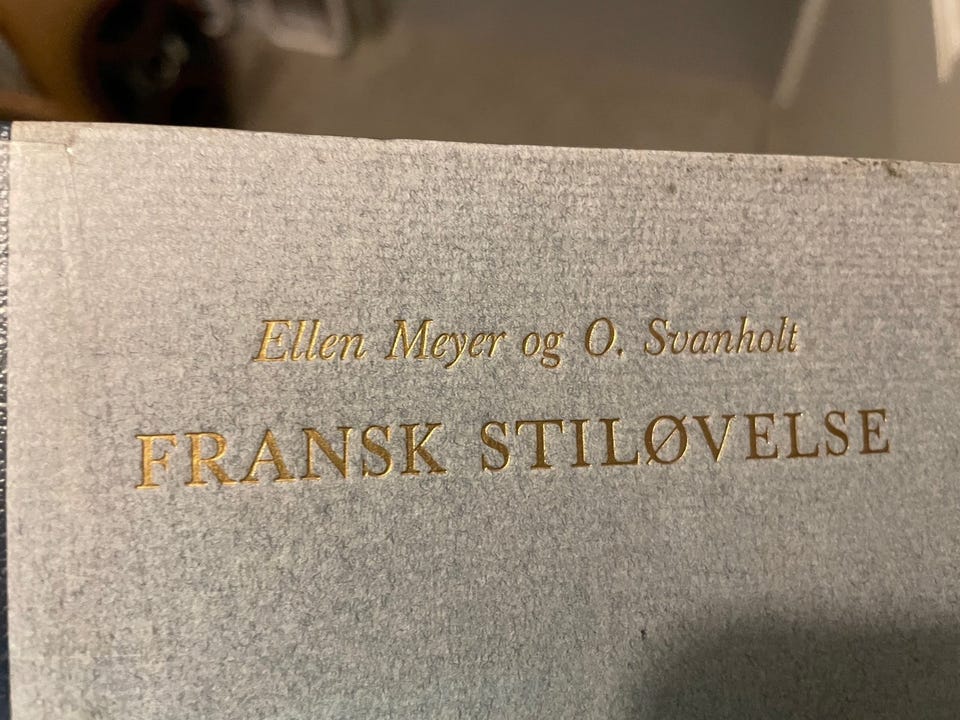 Ellen Meyer og O. Svanholt
FRANSK STILØVELSE